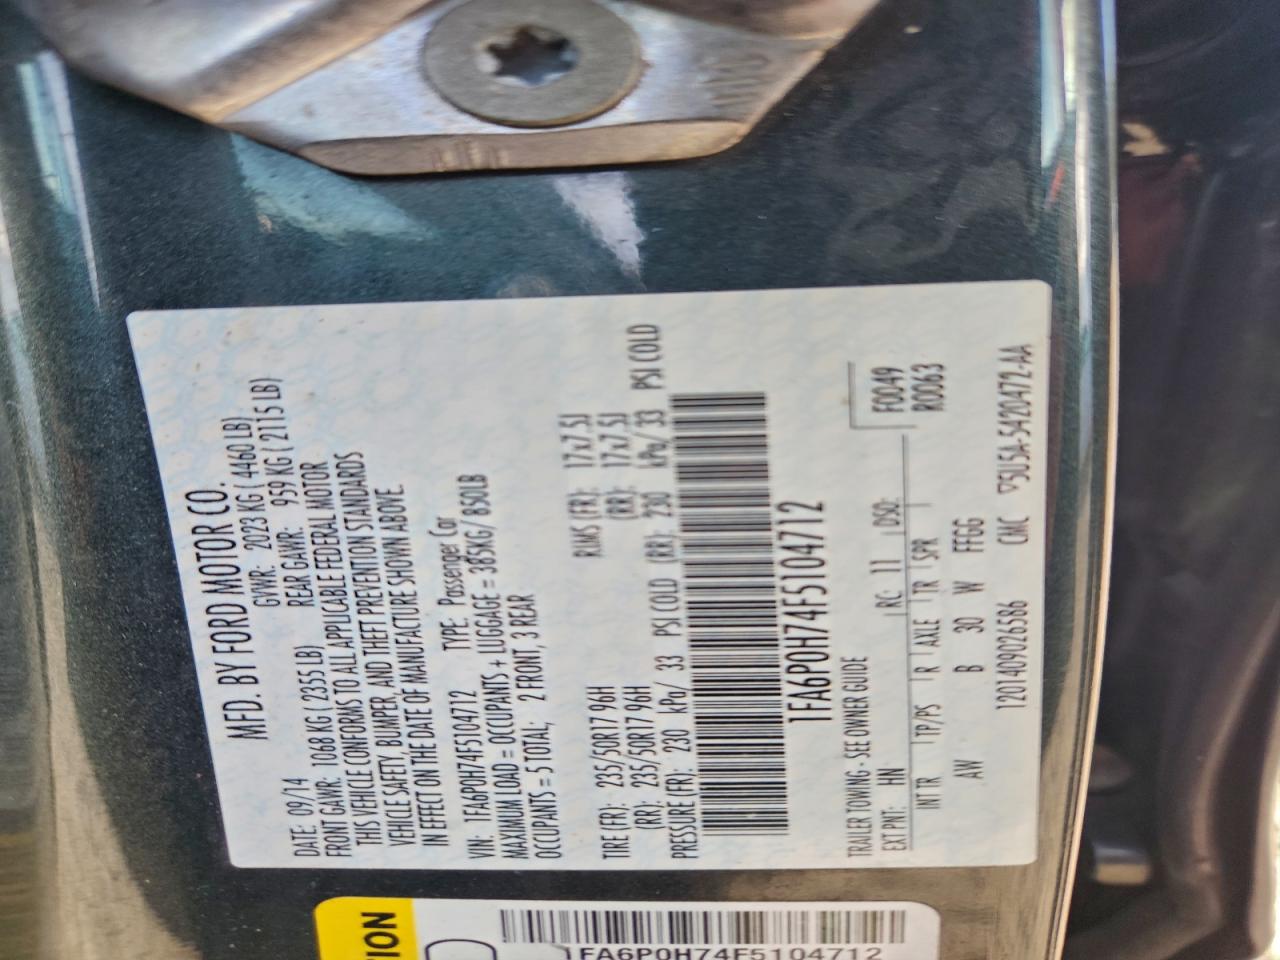 MFD. BY FORD MOTOR CO.
DATE: 09/14 GVWR: 2023 KG ( 4460 LB)
FRONT GAWR: 1068 KG ( 2355 LB) REAR GAWR: 959 KG ( 2115 LB)
THIS VEHICLE CONFORMS TO ALL APPLICABLE FEDERAL MOTOR
VEHICLE SAFETY, BUMPER, AND THEFT PREVENTION STANDARDS
IN EFFECT ON THE DATE OF MANUFACTURE SHOWN ABOVE.
VIN: 1FA6P0H74F5104712 TYPE: Passenger Car
MAXIMUM LOAD = OCCUPANTS + LUGGAGE = 385KG/ 850LB
OCCUPANTS = 5 TOTAL, 2 FRONT, 3 REAR
TIRE (FR): 235/50R17 96H RIMS (FR): 17x7.5J
(RR): 235/50R17 96H (RR): 17x7.5J
PRESSURE (FR): 230 kPa/ 33 PSI COLD (RR): 230 kPa/ 33 PSI COLD
1FA6P0H74F5104712
TRAILER TOWING - SEE OWNER GUIDE
EXT PNT: HN RC: 11 DSO: F0049
R0063
INT TR TP/PS R AXLE TR SPR
AW B 30 W FFGG
1201409026586 CNC 5U5A-5420472-AA
TION
FA6P0H74F5104712